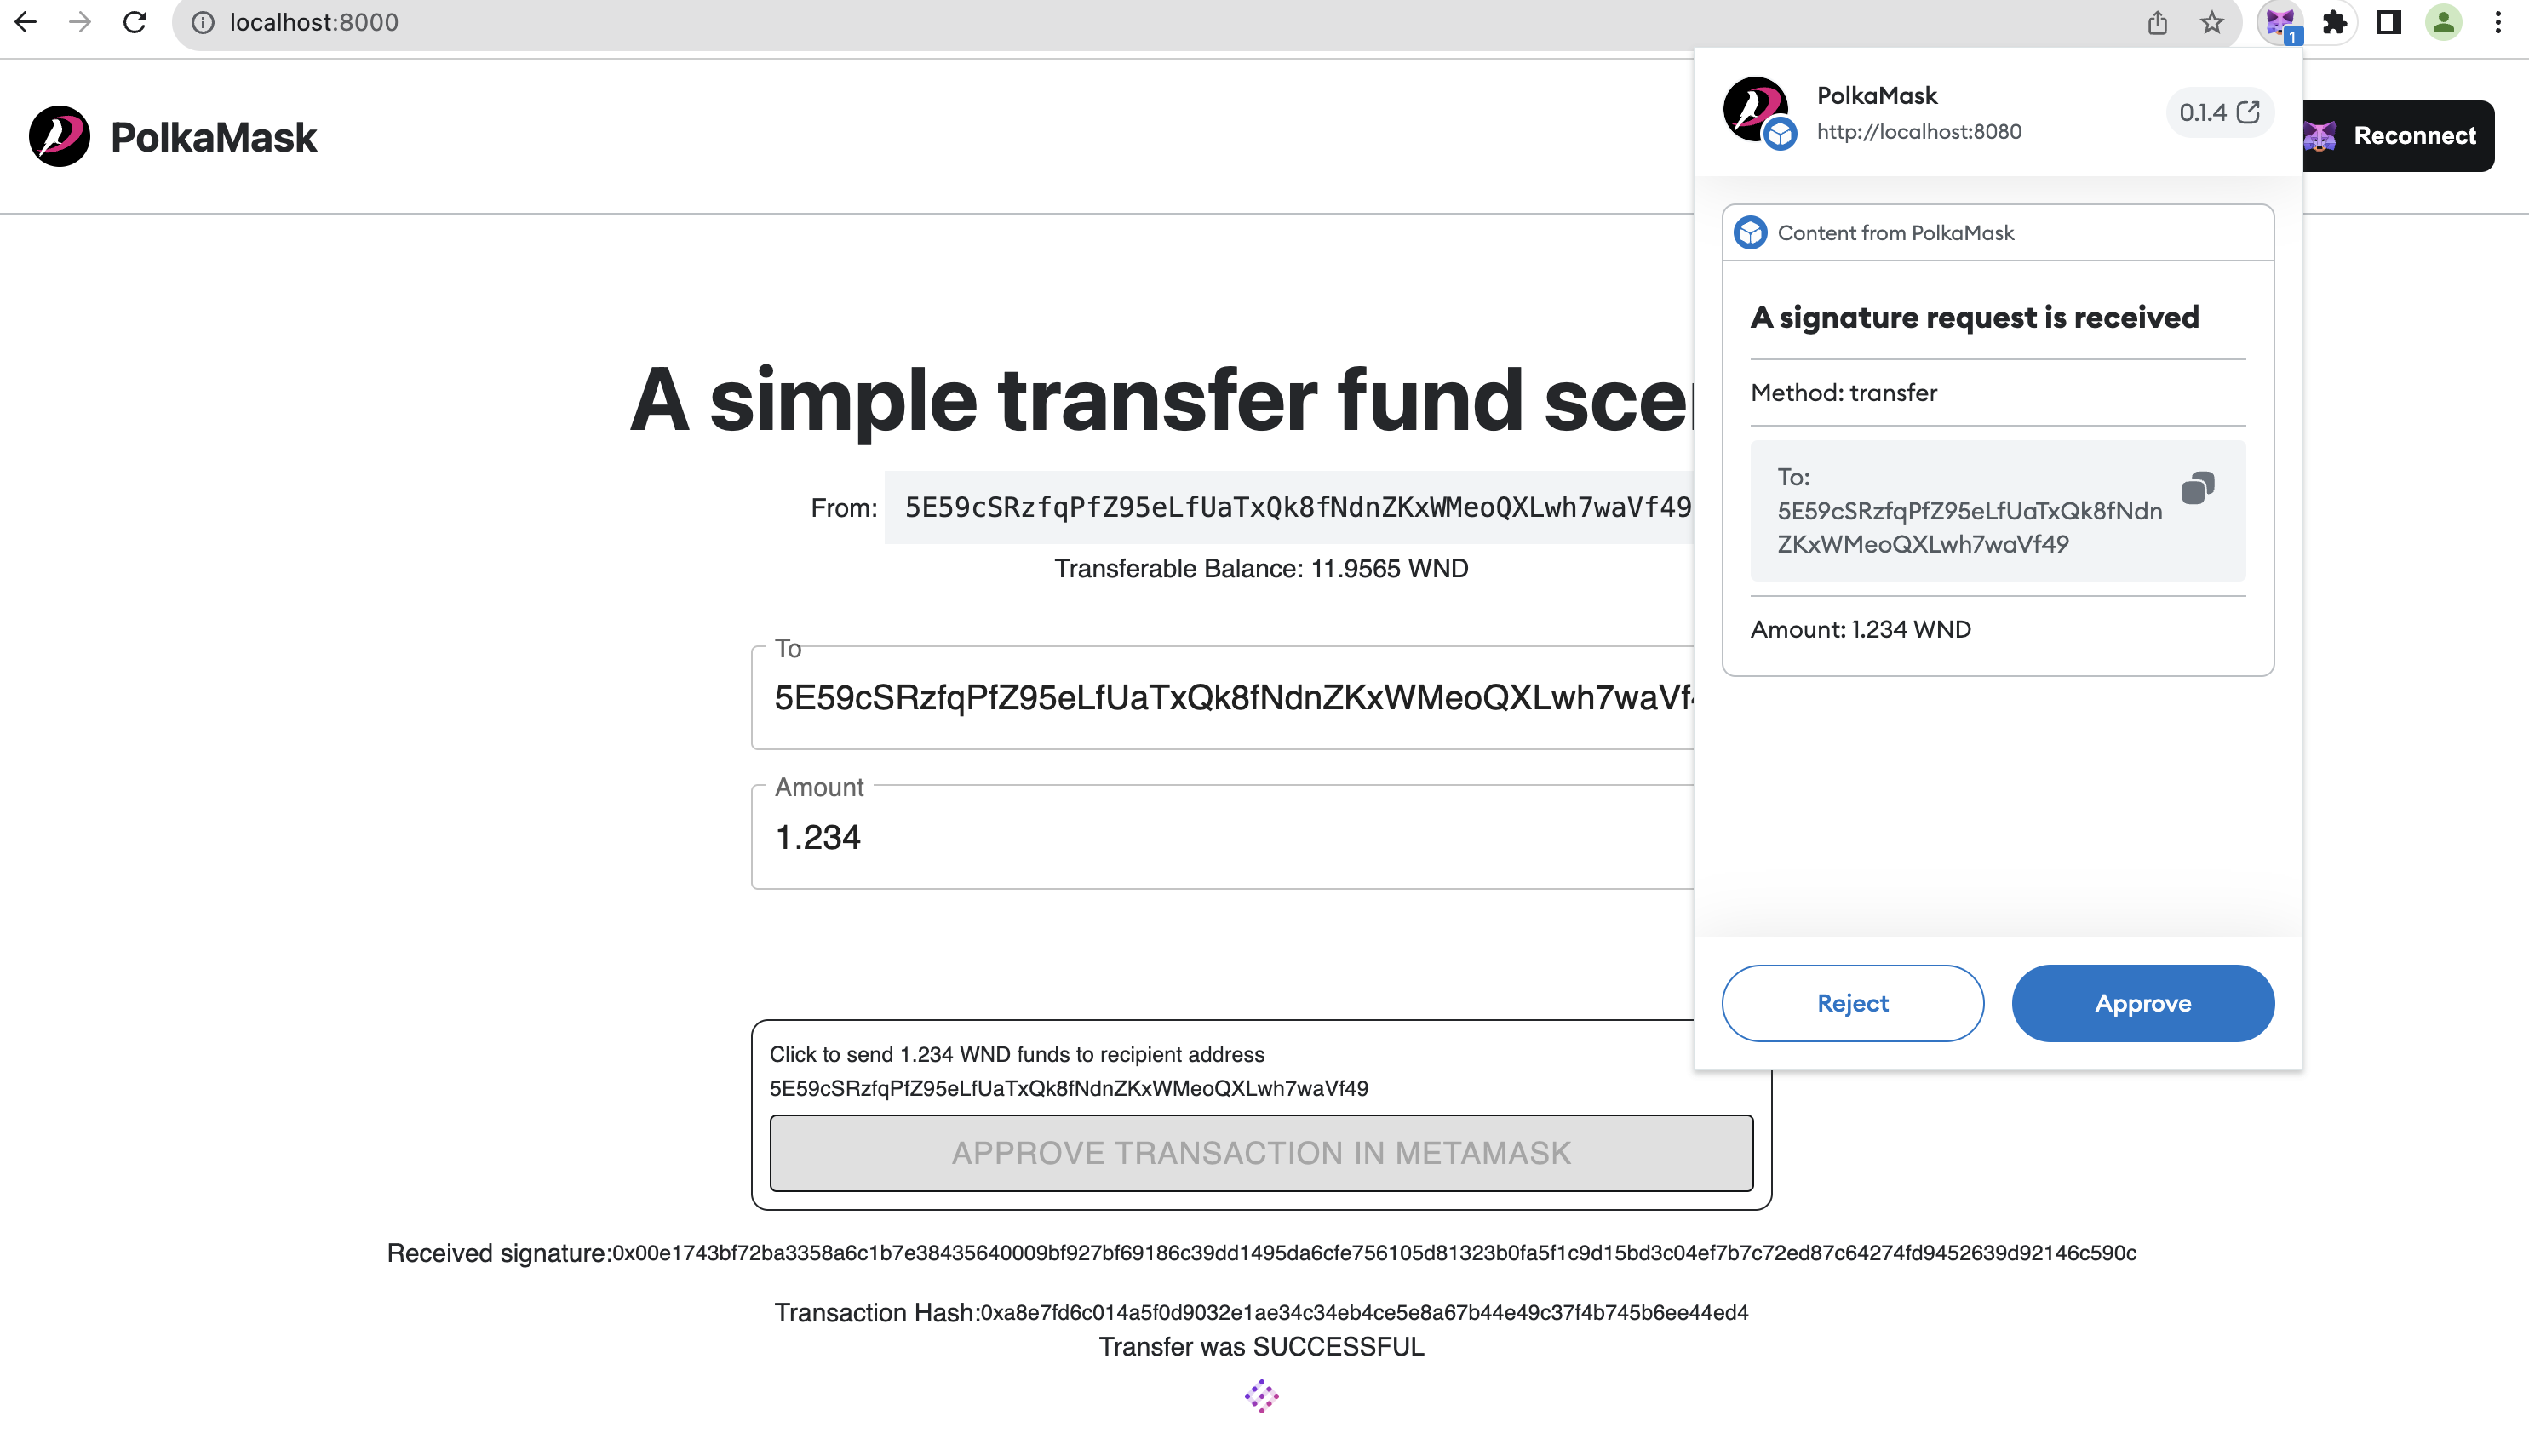 localhost:8000
1
PolkaMask
Reconnect
A simple transfer fund sce
From: 5E59cSRzfqPfZ95eLfUaTxQk8fNdnZKxWMeoQXLwh7waVf49
Transferable Balance: 11.9565 WND
To
5E59cSRzfqPfZ95eLfUaTxQk8fNdnZKxWMeoQXLwh7waVf
Amount
1.234
Click to send 1.234 WND funds to recipient address
5E59cSRzfqPfZ95eLfUaTxQk8fNdnZKxWMeoQXLwh7waVf49
APPROVE TRANSACTION IN METAMASK
Received signature:0x00e1743bf72ba3358a6c1b7e38435640009bf927bf69186c39dd1495da6cfe756105d81323b0fa5f1c9d15bd3c04ef7b7c72ed87c64274fd9452639d92146c590c
Transaction Hash:0xa8e7fd6c014a5f0d9032e1ae34c34eb4ce5e8a67b44e49c37f4b745b6ee44ed4
Transfer was SUCCESSFUL
PolkaMask
http://localhost:8080
0.1.4
Content from PolkaMask
A signature request is received
Method: transfer
To:
5E59cSRzfqPfZ95eLfUaTxQk8fNdn
ZKxWMeoQXLwh7waVf49
Amount: 1.234 WND
Reject
Approve